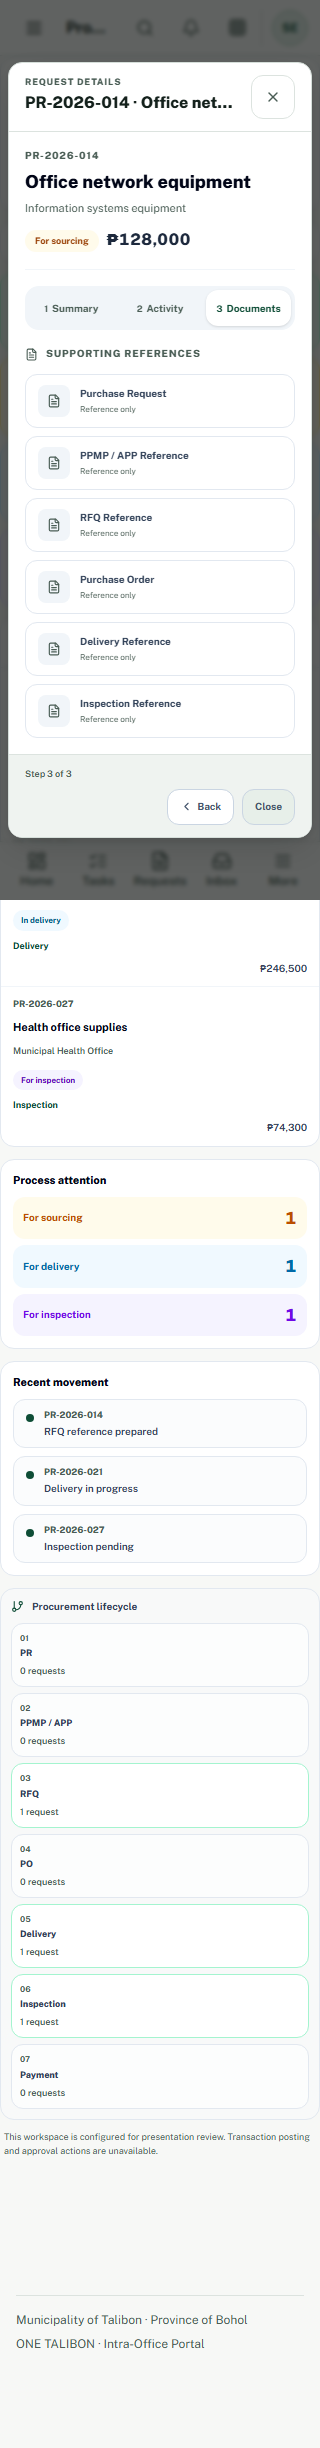 Pro...
REQUEST DETAILS
PR-2026-014 · Office net...
PR-2026-014
Office network equipment
Information systems equipment
For sourcing ₱128,000
1 Summary 2 Activity 3 Documents
SUPPORTING REFERENCES
Purchase Request
Reference only
PPMP / APP Reference
Reference only
RFQ Reference
Reference only
Purchase Order
Reference only
Delivery Reference
Reference only
Inspection Reference
Reference only
Step 3 of 3
Back Close
Home Tasks Requests Inbox More
In delivery
Delivery
₱246,500
PR-2026-027
Health office supplies
Municipal Health Office
For inspection
Inspection
₱74,300
Process attention
For sourcing 1
For delivery 1
For inspection 1
Recent movement
PR-2026-014
RFQ reference prepared
PR-2026-021
Delivery in progress
PR-2026-027
Inspection pending
Procurement lifecycle
01
PR
0 requests
02
PPMP / APP
0 requests
03
RFQ
1 request
04
PO
0 requests
05
Delivery
1 request
06
Inspection
1 request
07
Payment
0 requests
This workspace is configured for presentation review. Transaction posting
and approval actions are unavailable.
Municipality of Talibon · Province of Bohol
ONE TALIBON · Intra-Office Portal